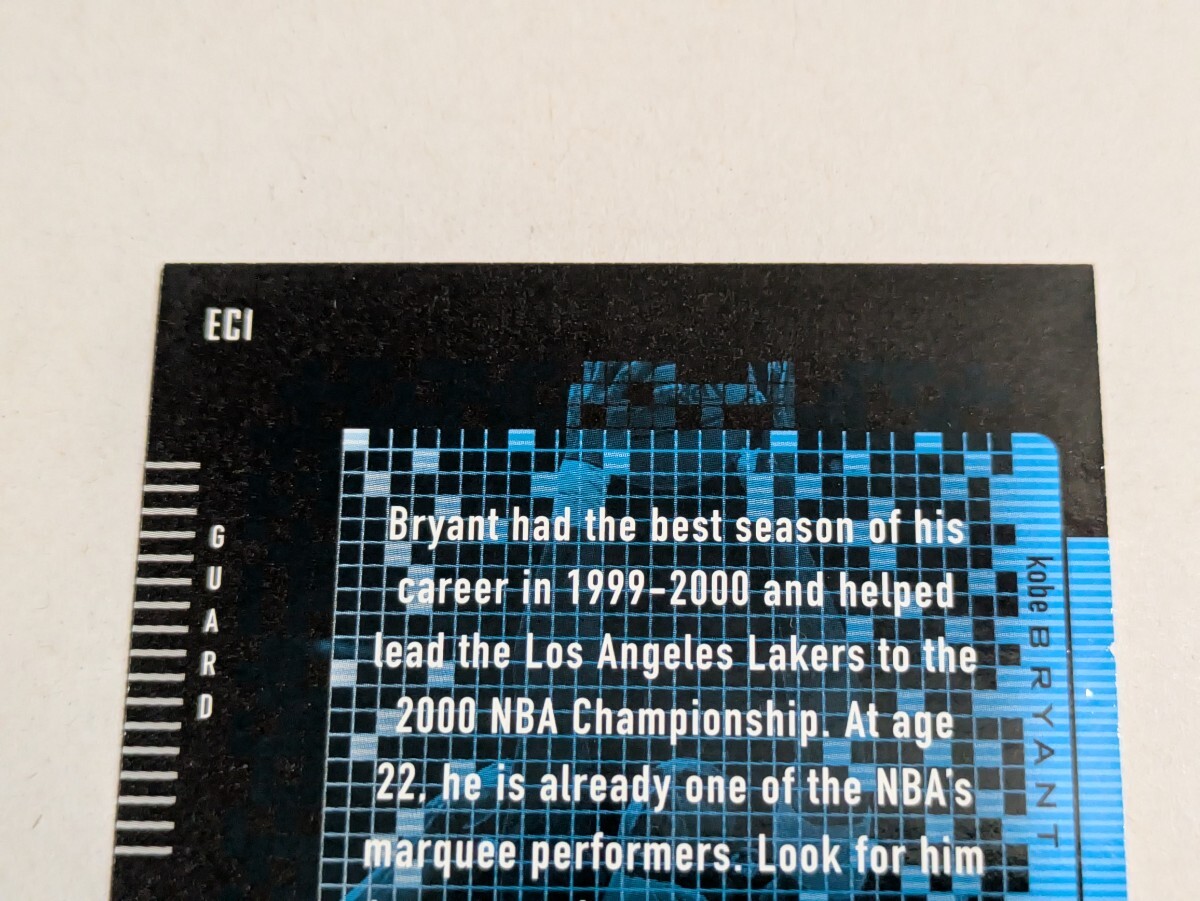 ECI
GUARD
Bryant had the best season of his
career in 1999-2000 and helped
lead the Los Angeles Lakers to the
2000 NBA Championship. At age
22, he is already one of the NBA's
marquee performers. Look for him
kobe BRYANT